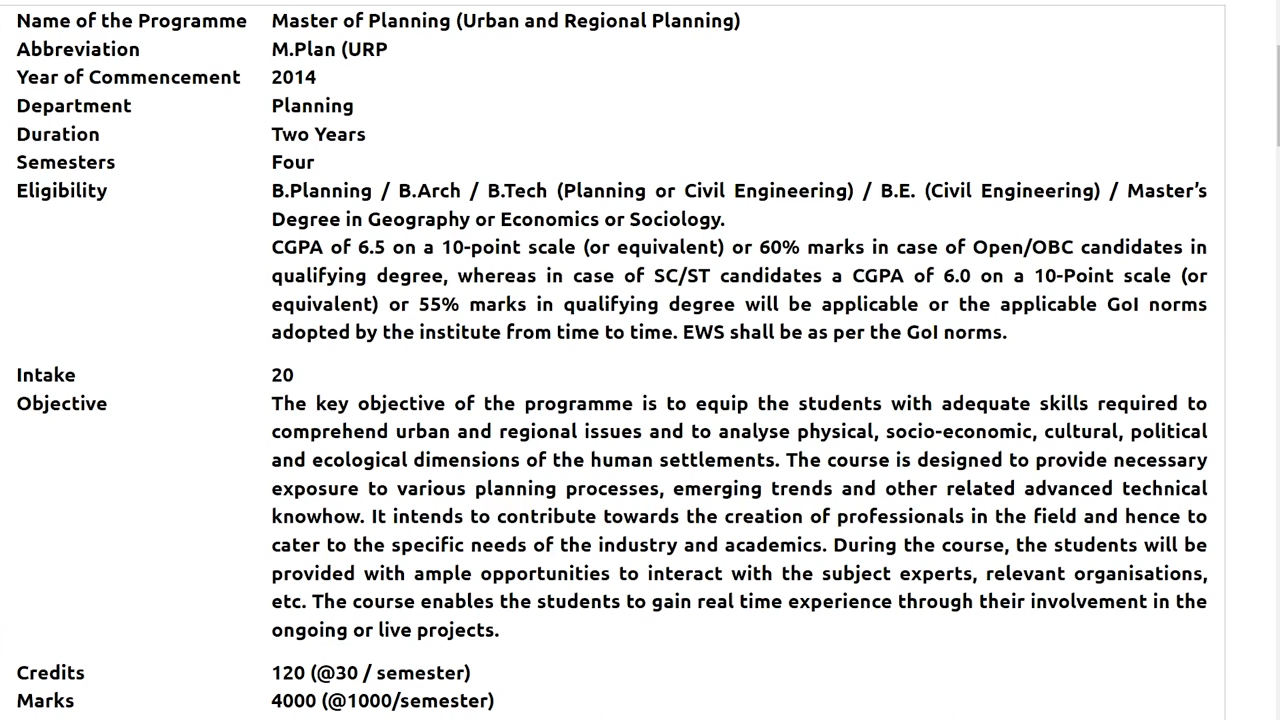 Name of the Programme Master of Planning (Urban and Regional Planning)
Abbreviation M.Plan (URP
Year of Commencement 2014
Department Planning
Duration Two Years
Semesters Four
Eligibility B.Planning / B.Arch / B.Tech (Planning or Civil Engineering) / B.E. (Civil Engineering) / Master’s
Degree in Geography or Economics or Sociology.
CGPA of 6.5 on a 10-point scale (or equivalent) or 60% marks in case of Open/OBC candidates in
qualifying degree, whereas in case of SC/ST candidates a CGPA of 6.0 on a 10-Point scale (or
equivalent) or 55% marks in qualifying degree will be applicable or the applicable GoI norms
adopted by the institute from time to time. EWS shall be as per the GoI norms.
Intake 20
Objective The key objective of the programme is to equip the students with adequate skills required to
comprehend urban and regional issues and to analyse physical, socio-economic, cultural, political
and ecological dimensions of the human settlements. The course is designed to provide necessary
exposure to various planning processes, emerging trends and other related advanced technical
knowhow. It intends to contribute towards the creation of professionals in the field and hence to
cater to the specific needs of the industry and academics. During the course, the students will be
provided with ample opportunities to interact with the subject experts, relevant organisations,
etc. The course enables the students to gain real time experience through their involvement in the
ongoing or live projects.
Credits 120 (@30 / semester)
Marks 4000 (@1000/semester)